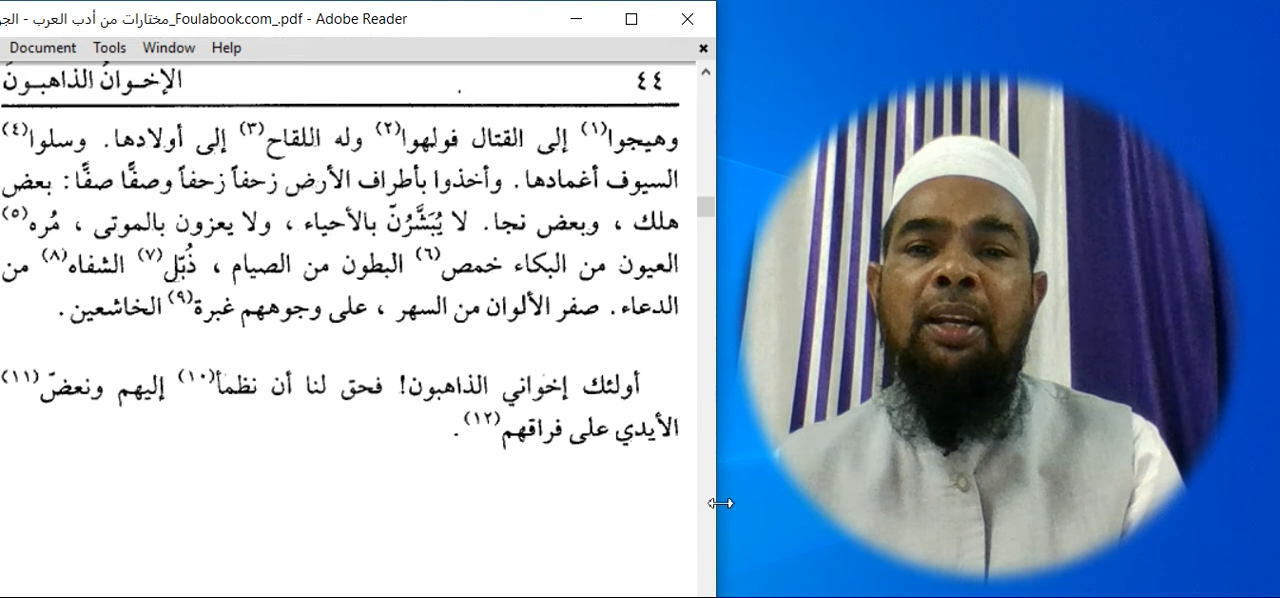 مختارات من أدب العرب - الجز_Foulabook.com_.pdf - Adobe Reader
Document Tools Window Help
٤٤ الإخـوانُ الذاهبـونَ
وهيجوا(١) إلى القتال فولهوا(٢) وله اللقاح(٣) إلى أولادها. وسلوا(٤)
السيوف أغمادها. وأخذوا بأطراف الأرض زحفاً زحفاً وصفًّا صفًّا: بعض
هلك، وبعض نجا. لا يُبَشَّرُنّ بالأحياء، ولا يعزون بالموتى، مُره(٥)
العيون من البكاء خمص(٦) البطون من الصيام، ذُبّل(٧) الشفاه(٨) من
الدعاء. صفر الألوان من السهر، على وجوههم غبرة(٩) الخاشعين.
أولئك إخواني الذاهبون! فحق لنا أن نظمأ(١٠) إليهم ونعضّ(١١)
الأيدي على فراقهم(١٢).